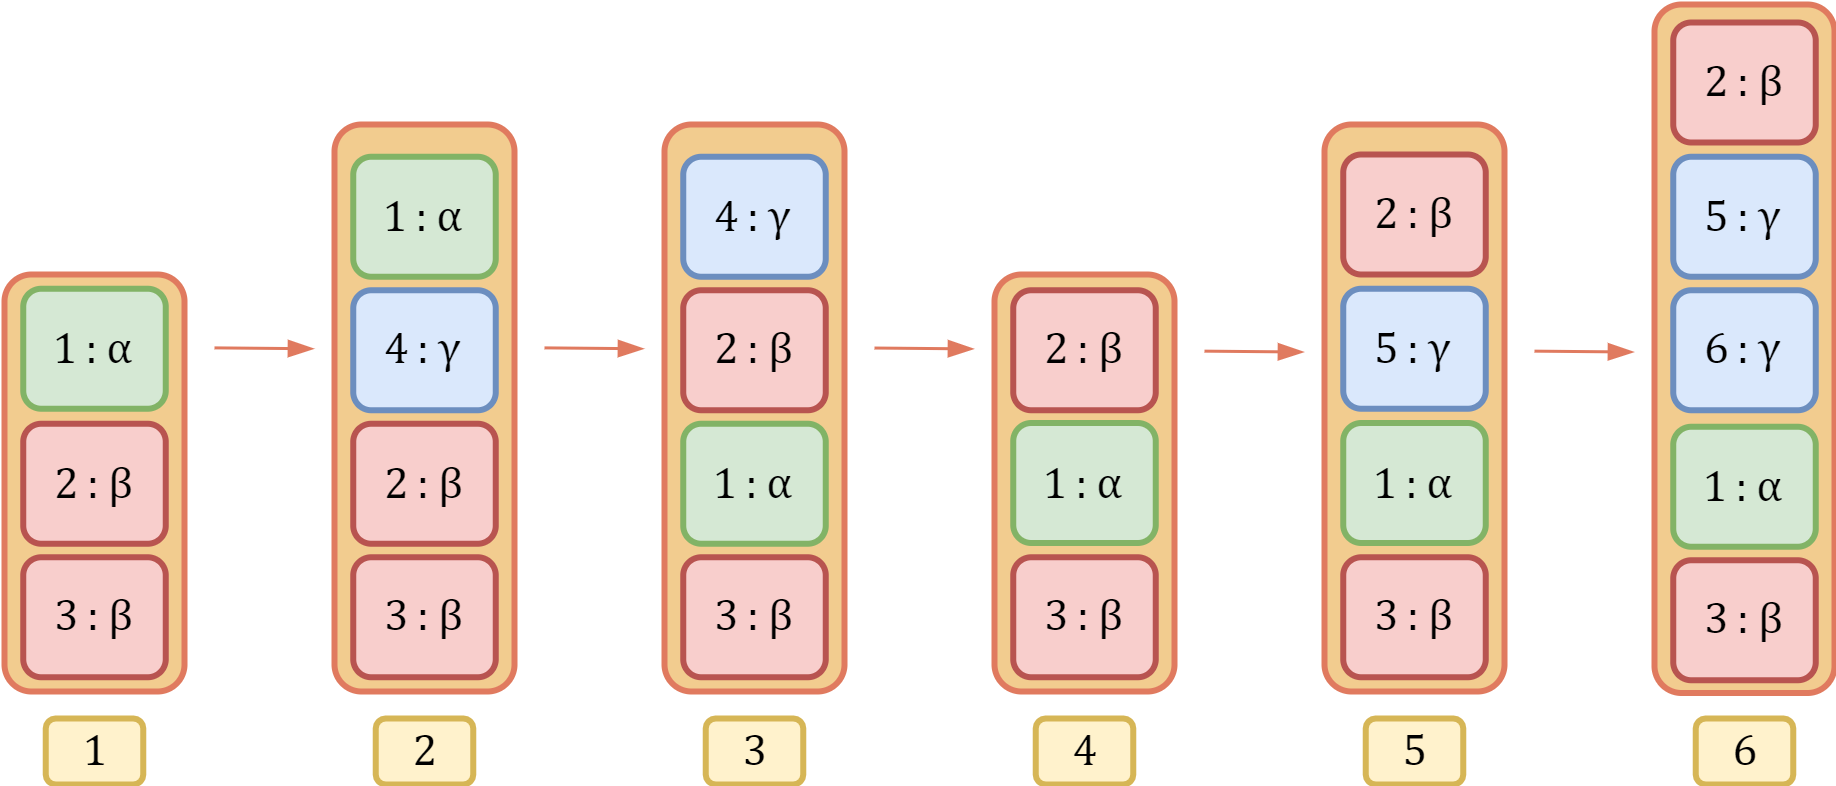 1 : α
2 : β
3 : β
1
1 : α
4 : γ
2 : β
3 : β
2
4 : γ
2 : β
1 : α
3 : β
3
2 : β
1 : α
3 : β
4
2 : β
5 : γ
1 : α
3 : β
5
2 : β
5 : γ
6 : γ
1 : α
3 : β
6